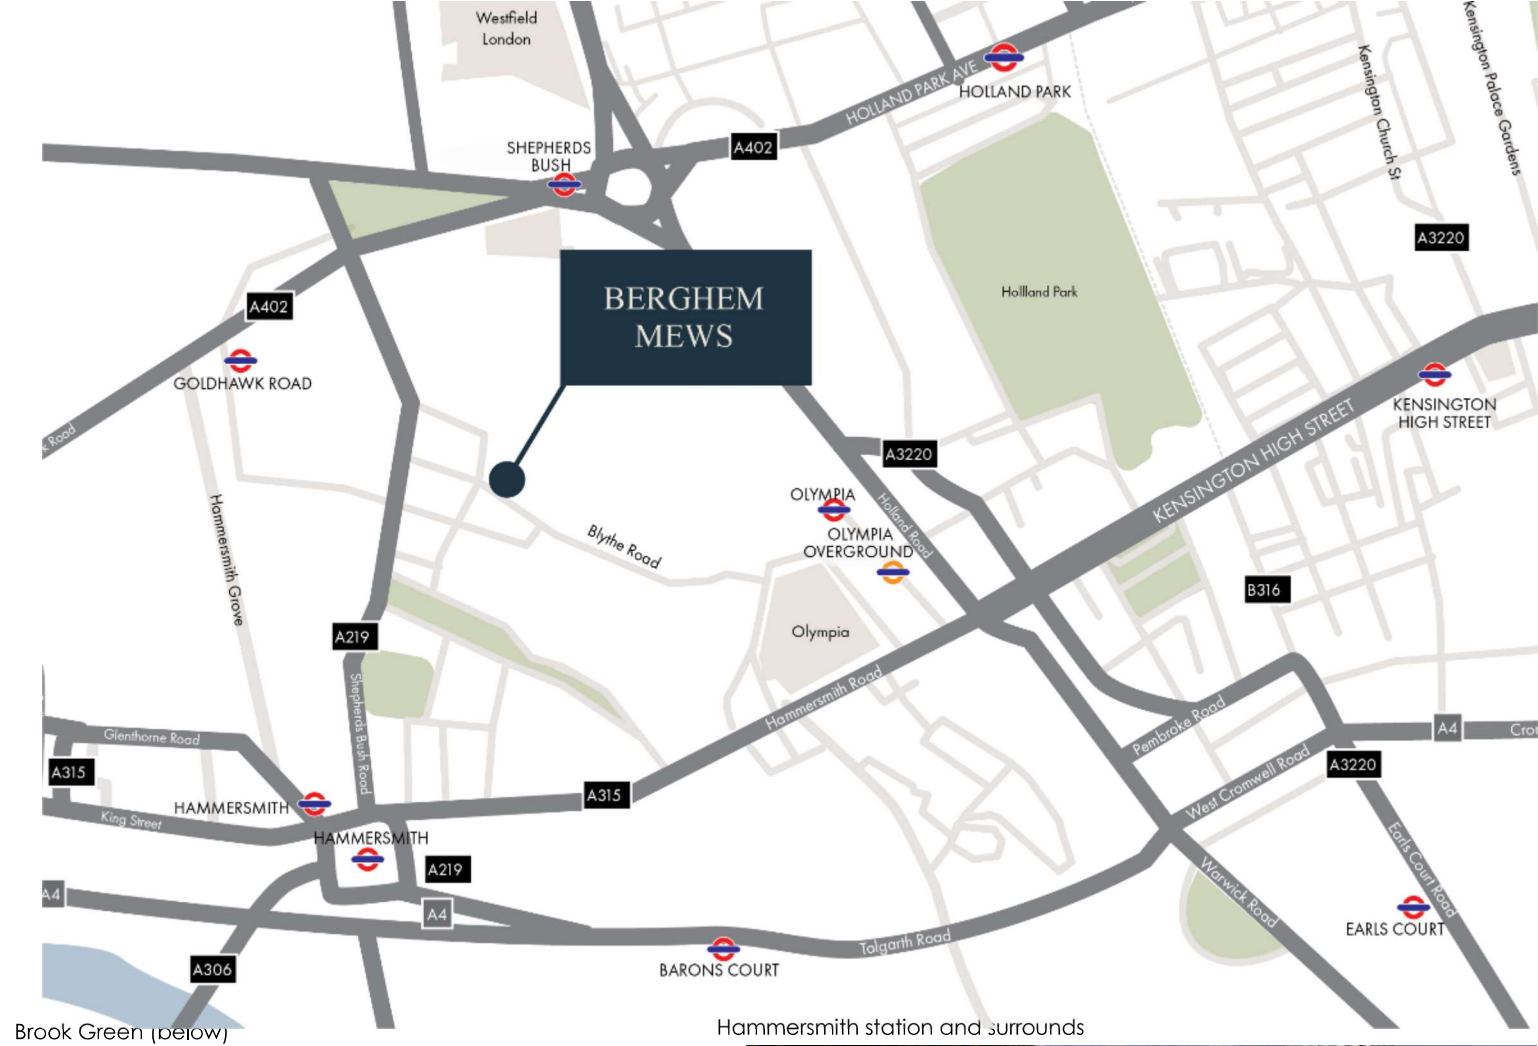 Westfield
London
HOLLAND PARK AVE
HOLLAND PARK
Kensington Church St
Kensington Palace Gardens
SHEPHERDS
BUSH
A402
A3220
BERGHEM
MEWS
Hollland Park
A402
GOLDHAWK ROAD
KENSINGTON
HIGH STREET
KENSINGTON HIGH STREET
k Road
A3220
OLYMPIA
Holland Road
OLYMPIA
OVERGROUND
Hammersmith Grove
Blythe Road
B316
A219
Olympia
Shepherds Bush Road
Hammersmith Road
Pembroke Road
Glenthorne Road
A4
Cro
A315
A315
A3220
West Cromwell Road
HAMMERSMITH
King Street
HAMMERSMITH
A219
Earls Court Road
Warwick Road
A4
A4
EARLS COURT
Talgarth Road
A306
BARONS COURT
Brook Green (below)
Hammersmith station and surrounds